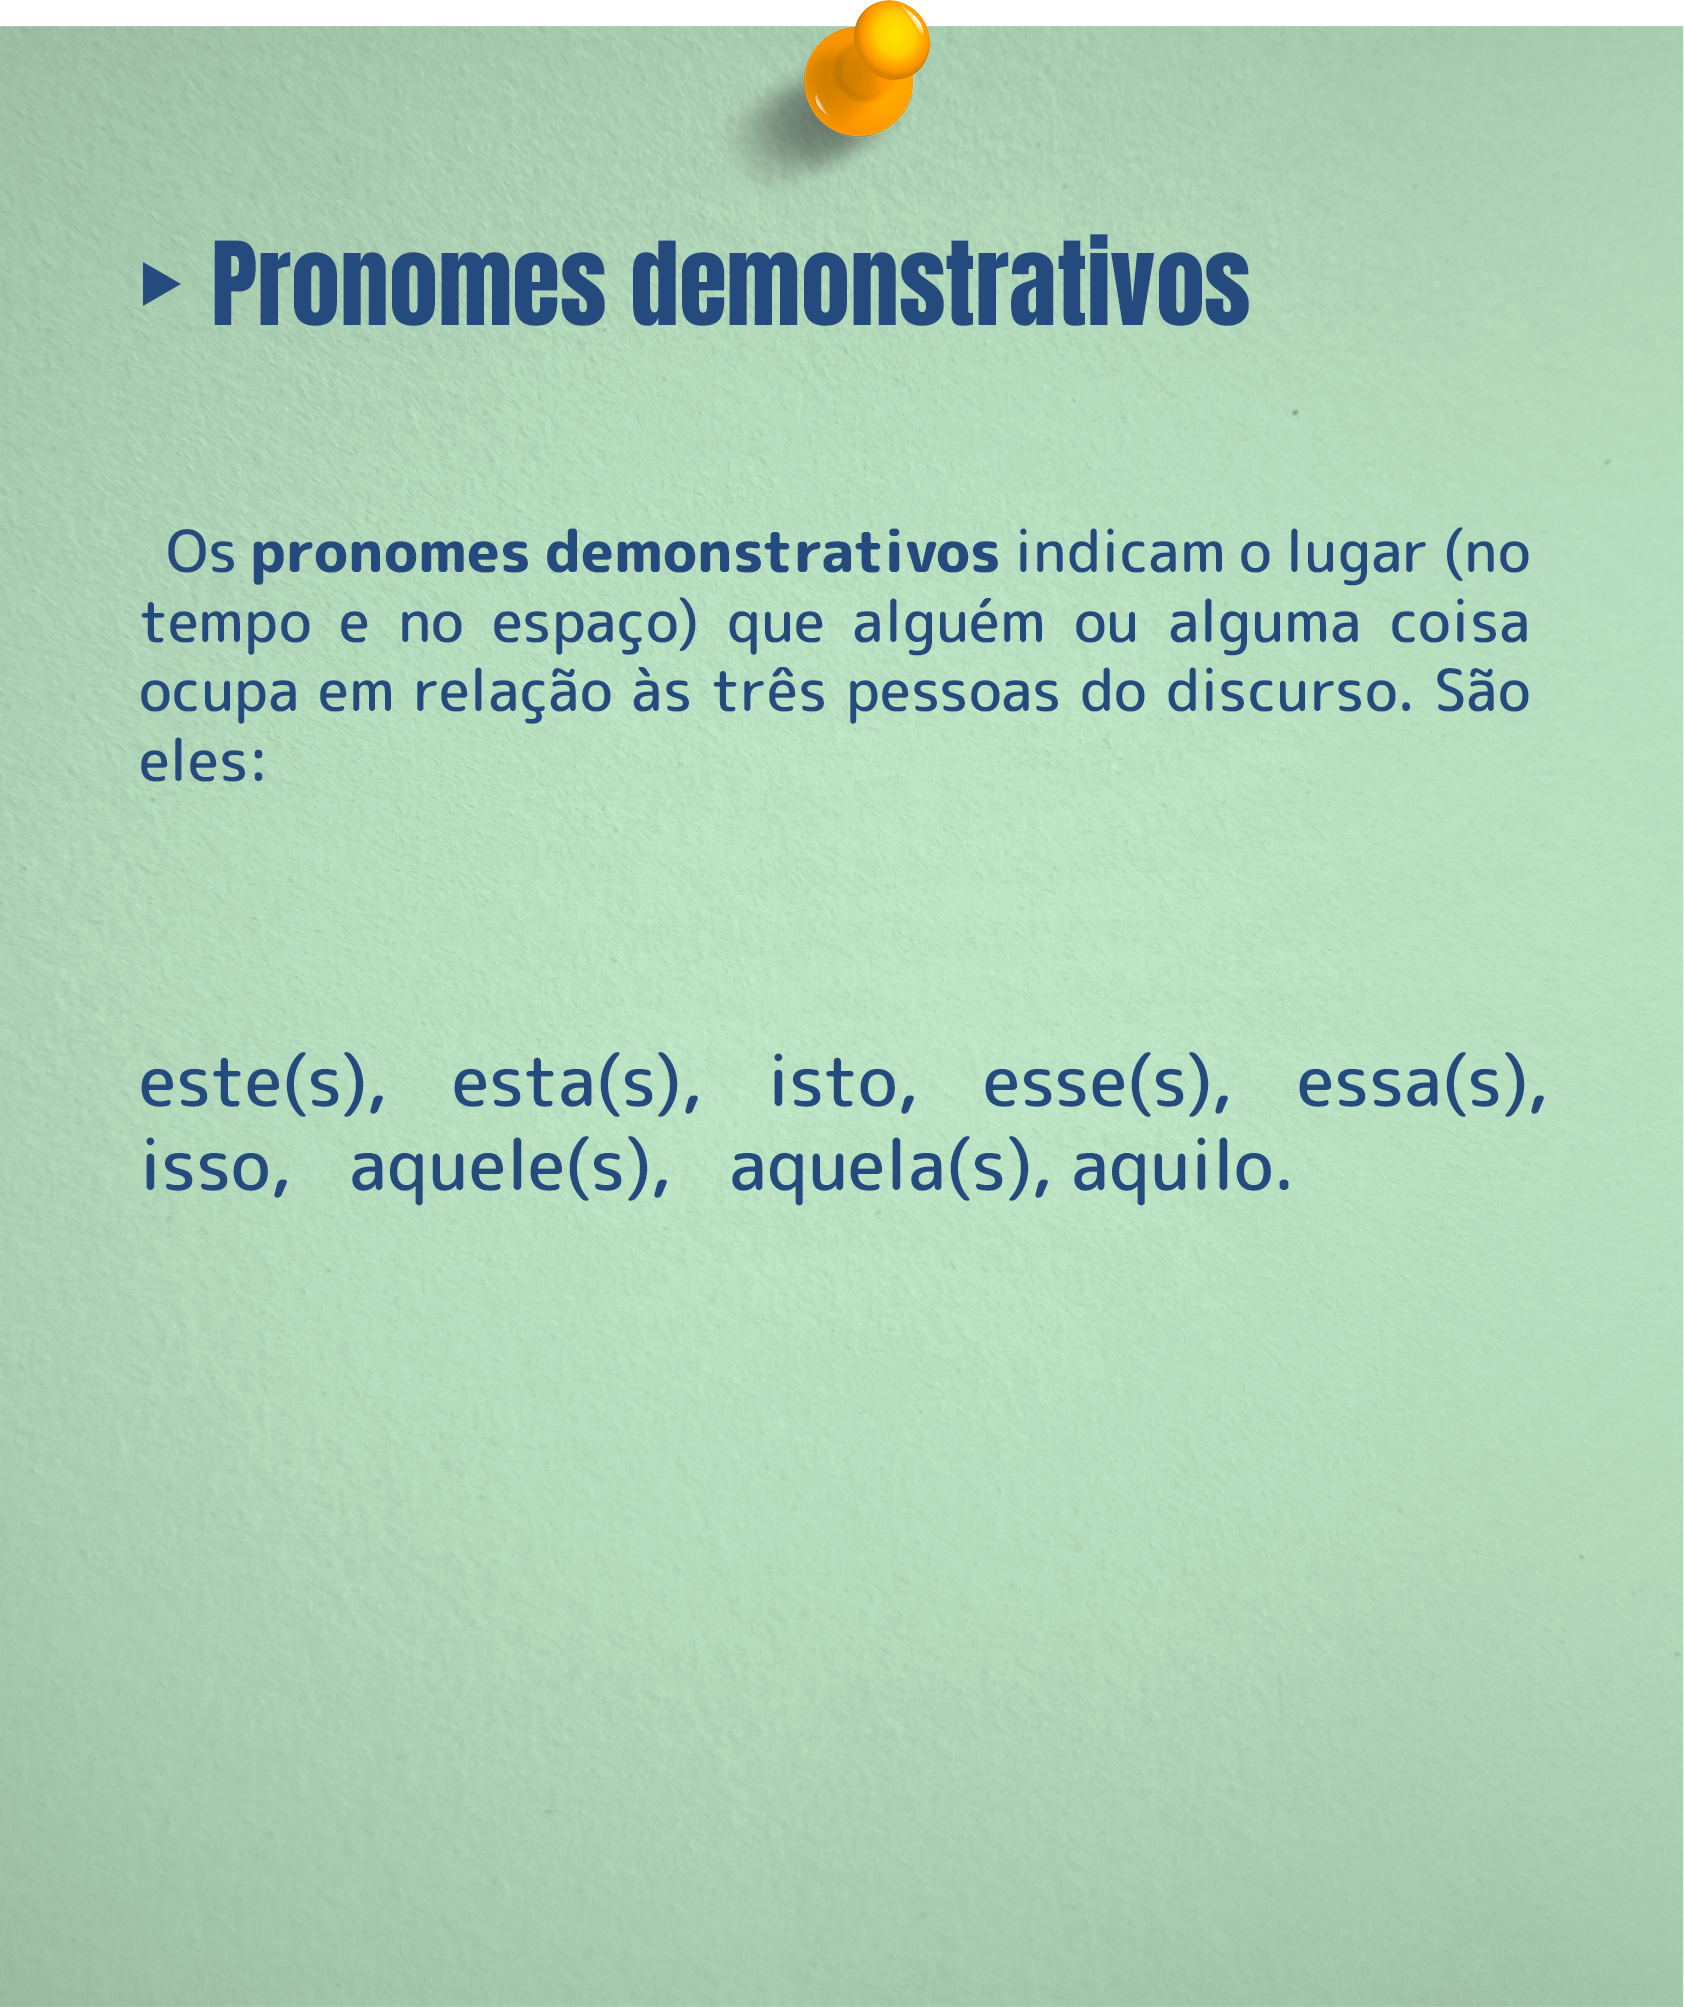 ▶ Pronomes demonstrativos
Os pronomes demonstrativos indicam o lugar (no
tempo e no espaço) que alguém ou alguma coisa
ocupa em relação às três pessoas do discurso. São
eles:
este(s), esta(s), isto, esse(s), essa(s),
isso, aquele(s), aquela(s), aquilo.